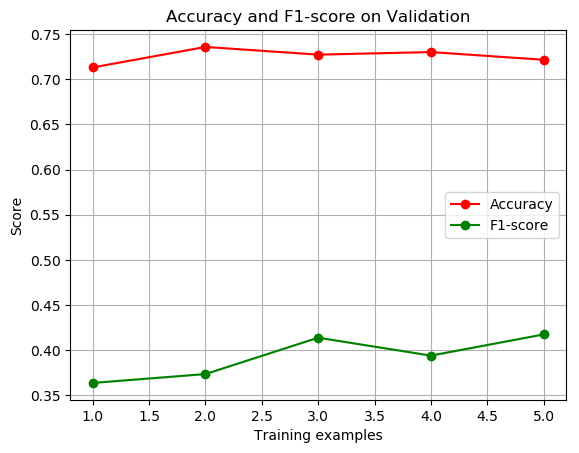 Accuracy and F1-score on Validation
0.75
0.70
0.65
0.60
0.55
0.50
0.45
0.40
0.35
Score
Accuracy
F1-score
1.0 1.5 2.0 2.5 3.0 3.5 4.0 4.5 5.0
Training examples